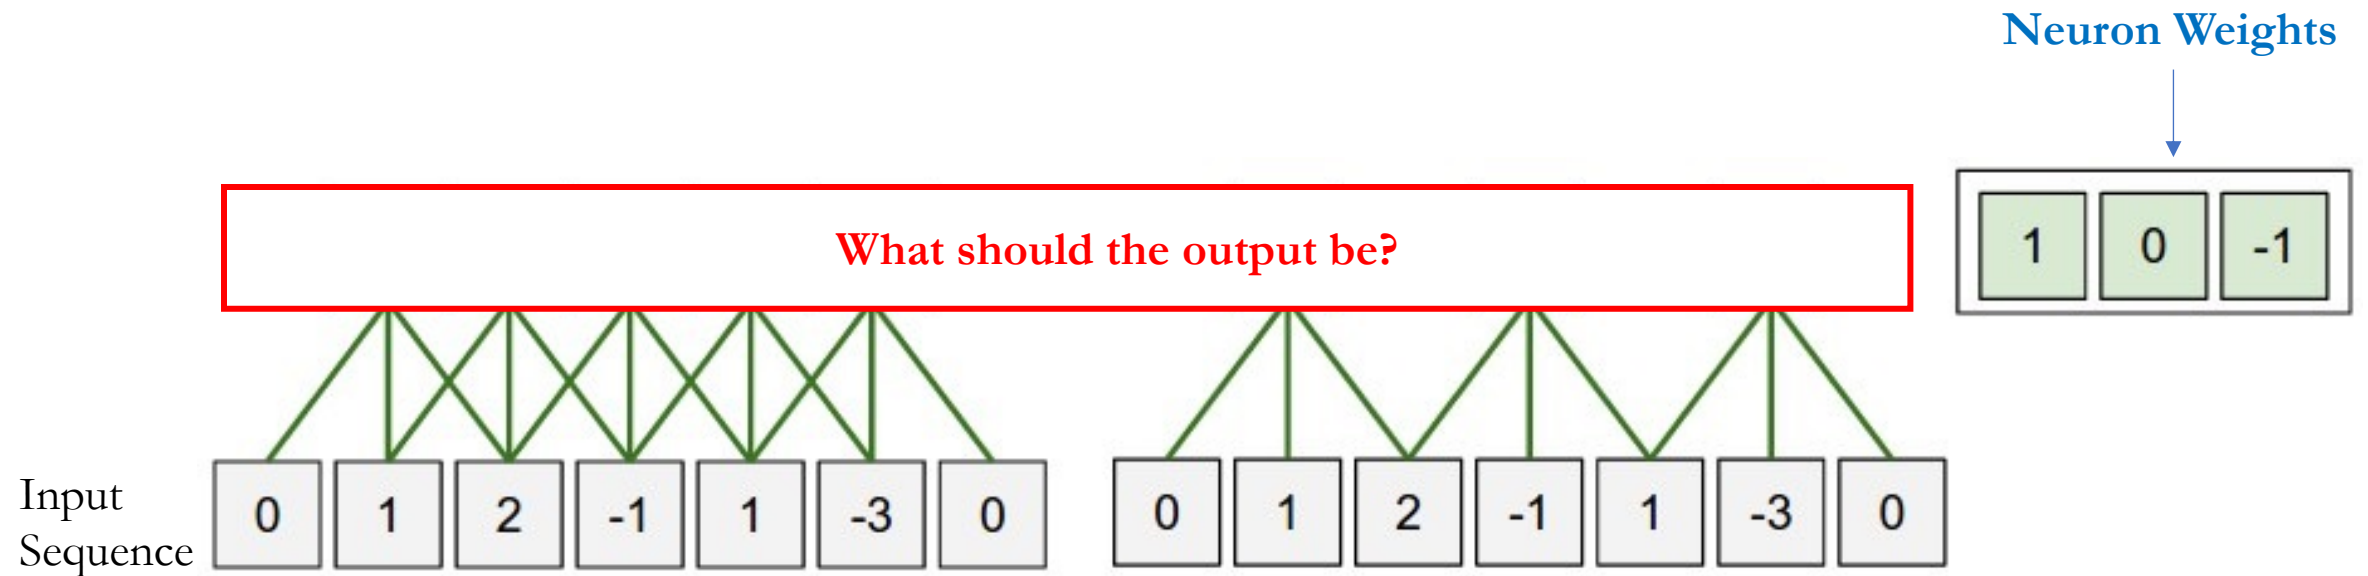 Neuron Weights
What should the output be?
1 0 -1
Input
Sequence
0 1 2 -1 1 -3 0
0 1 2 -1 1 -3 0